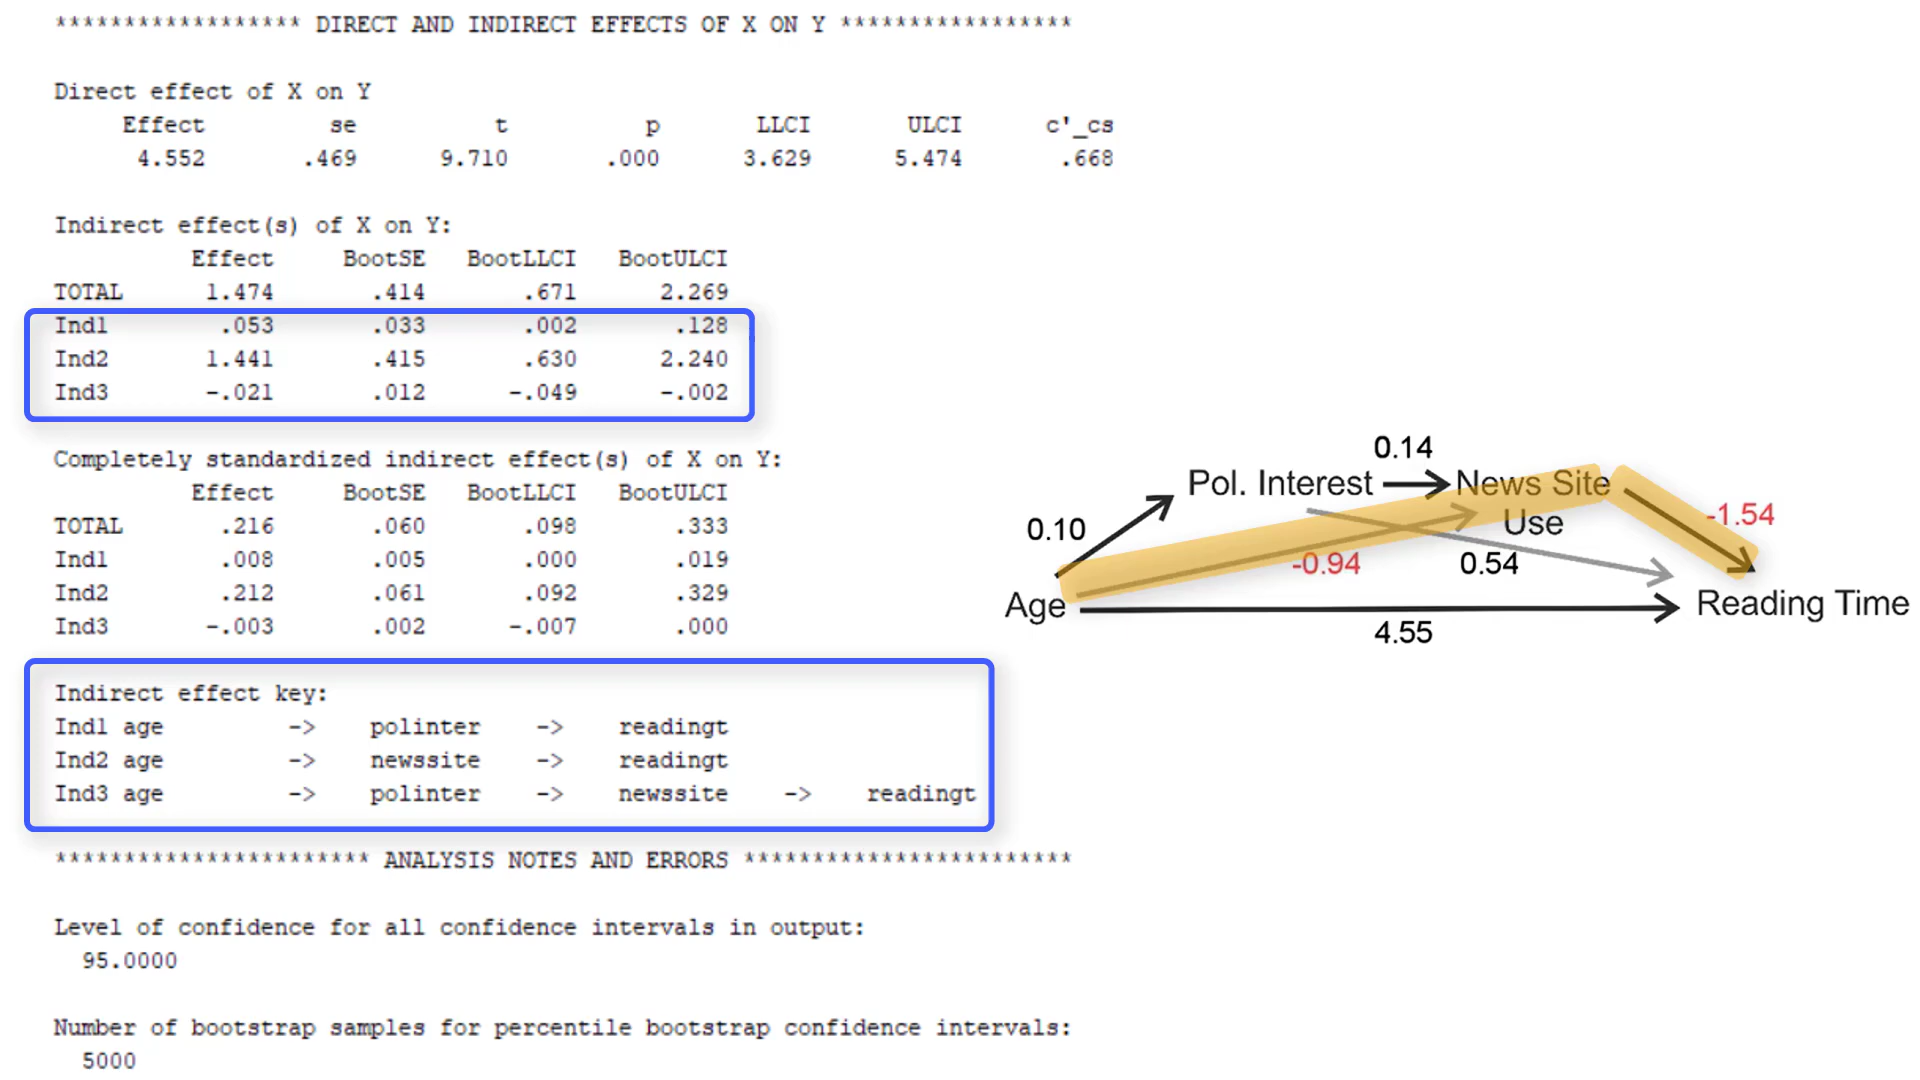 ****************** DIRECT AND INDIRECT EFFECTS OF X ON Y *****************
Direct effect of X on Y
Effect se t p LLCI ULCI c'_cs
4.552 .469 9.710 .000 3.629 5.474 .668
Indirect effect(s) of X on Y:
Effect BootSE BootLLCI BootULCI
TOTAL 1.474 .414 .671 2.269
Ind1 .053 .033 .002 .128
Ind2 1.441 .415 .630 2.240
Ind3 -.021 .012 -.049 -.002
Completely standardized indirect effect(s) of X on Y:
Effect BootSE BootLLCI BootULCI
TOTAL .216 .060 .098 .333
Ind1 .008 .005 .000 .019
Ind2 .212 .061 .092 .329
Ind3 -.003 .002 -.007 .000
Indirect effect key:
Ind1 age -> polinter -> readingt
Ind2 age -> newssite -> readingt
Ind3 age -> polinter -> newssite -> readingt
*********************** ANALYSIS NOTES AND ERRORS ************************
Level of confidence for all confidence intervals in output:
95.0000
Number of bootstrap samples for percentile bootstrap confidence intervals:
5000
0.14
Pol. Interest News Site
Use
0.10
-1.54
-0.94
0.54
Age
Reading Time
4.55